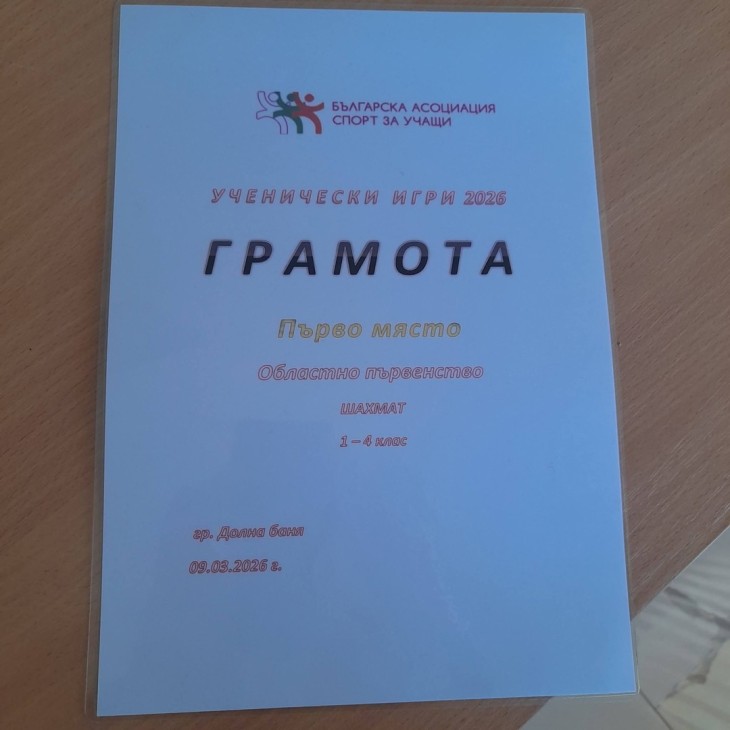 БЪЛГАРСКА АСОЦИАЦИЯ
СПОРТ ЗА УЧАЩИ
УЧЕНИЧЕСКИ ИГРИ 2026
ГРАМОТА
Първо място
Областно първенство
ШАХМАТ
1 – 4 клас
гр. Долна баня
09.03.2026 г.